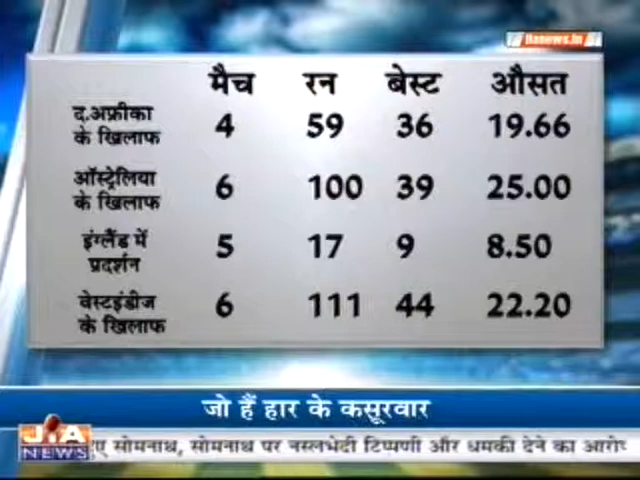 iianews.in
मैच रन बेस्ट औसत
द.अफ्रीका
के खिलाफ 4 59 36 19.66
ऑस्ट्रेलिया
के खिलाफ 6 100 39 25.00
इंग्लैंड में
प्रदर्शन 5 17 9 8.50
वेस्टइंडीज
के खिलाफ 6 111 44 22.20
जो हैं हार के कसूरवार
JIA NEWS
सोमनाथ, सोमनाथ पर नस्लभेदी टिप्पणी और धमकी देने का आरोप